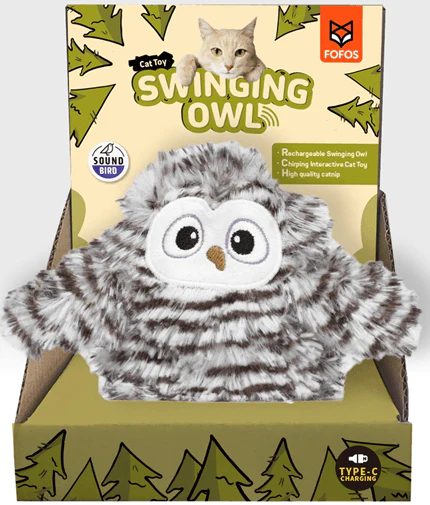 FOFOS
Cat Toy
SWINGING
OWL
SOUND
BIRD
· Rechargeable Swinging Owl
· Chirping Interactive Cat Toy
· High quality catnip
TYPE-C
CHARGING